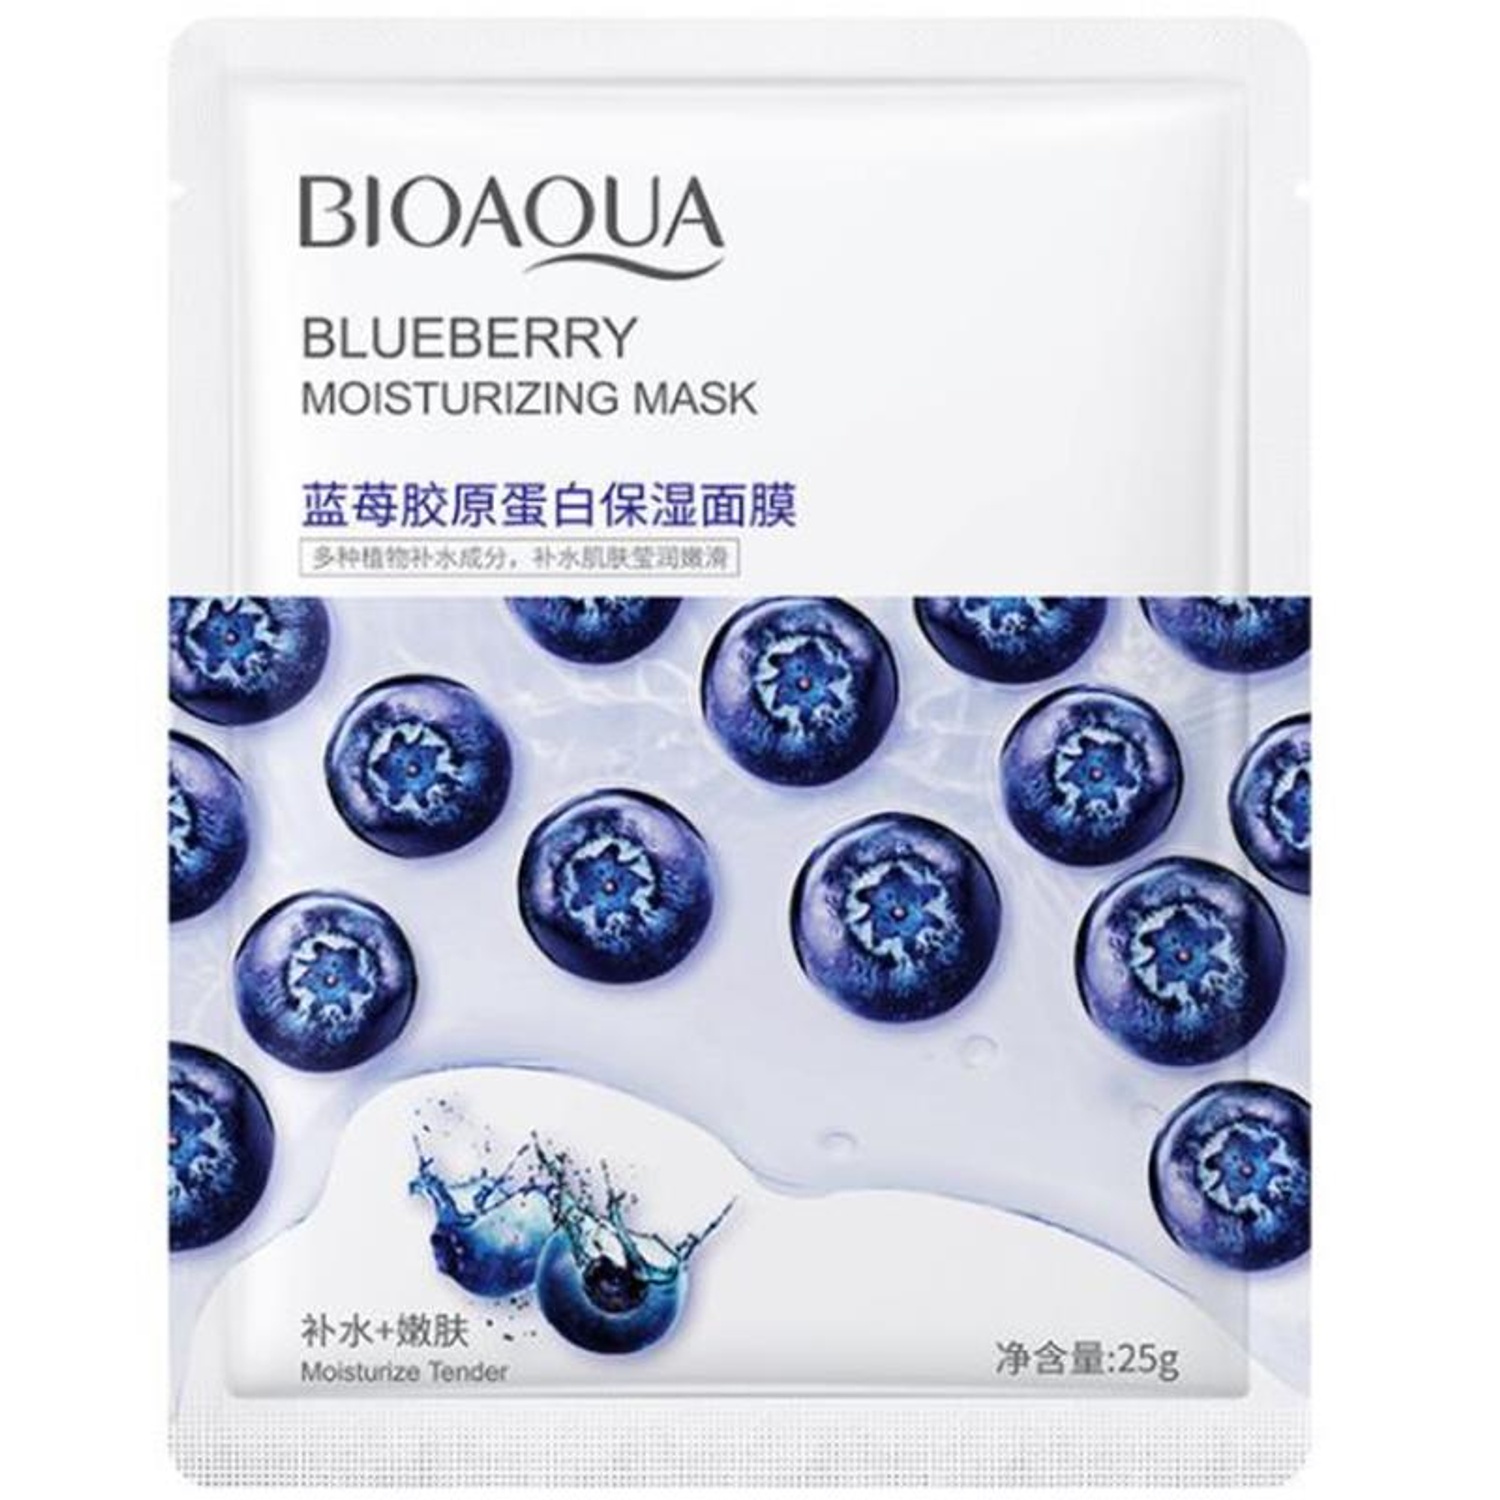 BIOAQUA
BLUEBERRY
MOISTURIZING MASK
蓝莓胶原蛋白保湿面膜
多种植物补水成分，补水肌肤莹润嫩滑
补水+嫩肤
Moisturize Tender
净含量:25g